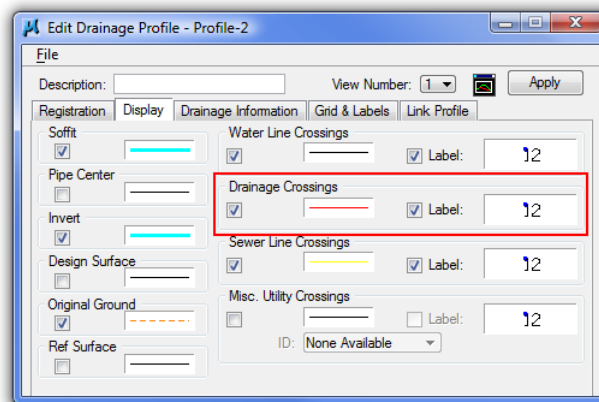 Edit Drainage Profile - Profile-2
File
Description: View Number: 1 Apply
Registration Display Drainage Information Grid & Labels Link Profile
Soffit
Pipe Center
Invert
Design Surface
Original Ground
Ref Surface
Water Line Crossings
Label: 12
Drainage Crossings
Label: 12
Sewer Line Crossings
Label: 12
Misc. Utility Crossings
Label: 12
ID: None Available